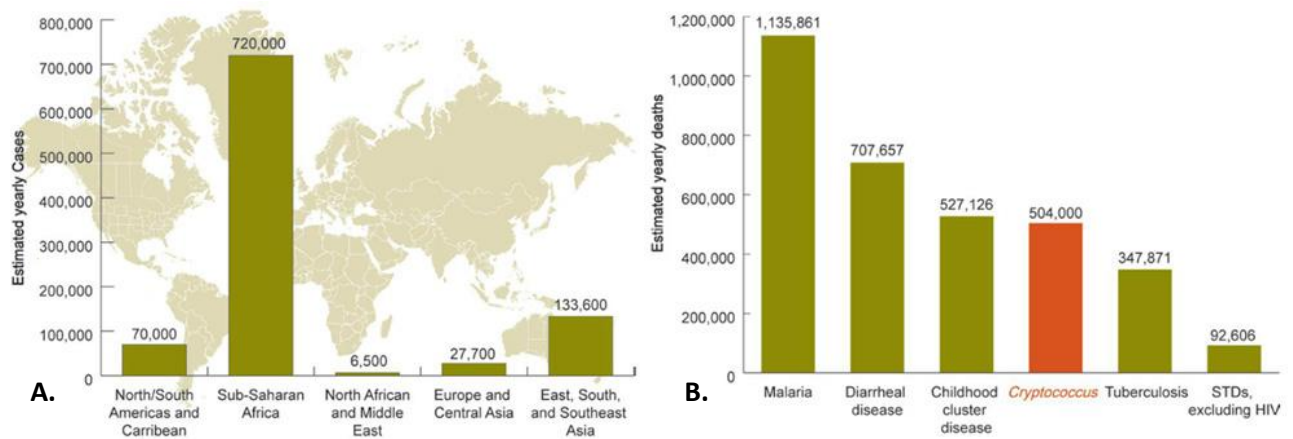 Estimated yearly Cases
800,000
700,000
600,000
500,000
400,000
300,000
200,000
100,000
0
70,000
720,000
6,500
27,700
133,600
North/South
Americas and
Carribean
Sub-Saharan
Africa
North African
and Middle
East
Europe and
Central Asia
East, South,
and Southeast
Asia
A.
Estimated yearly deaths
1,200,000
1,000,000
800,000
600,000
400,000
200,000
0
1,135,861
707,657
527,126
504,000
347,871
92,606
Malaria
Diarrheal
disease
Childhood
cluster
disease
Cryptococcus
Tuberculosis
STDs,
excluding HIV
B.